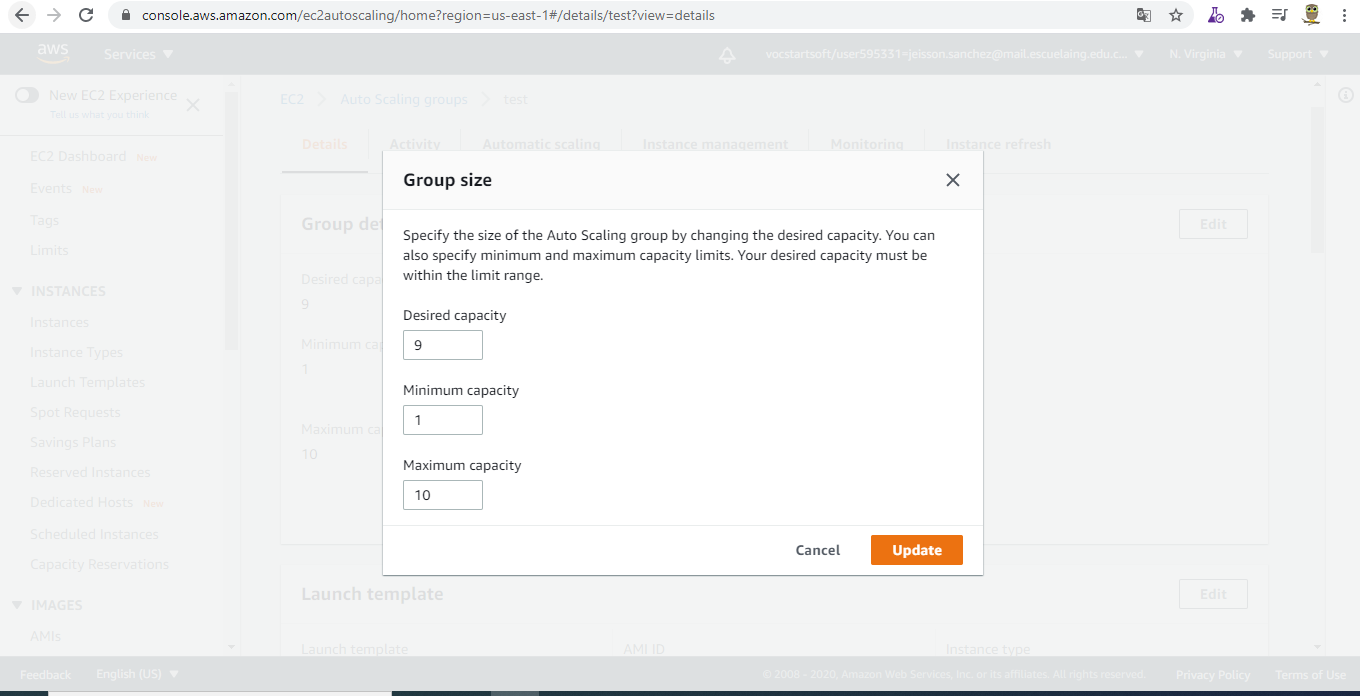 console.aws.amazon.com/ec2autoscaling/home?region=us-east-1#/details/test?view=details
aws
Services
vocstartsoft/user595331=jeisson.sanchez@mail.escuelaing.edu.c...
N. Virginia
Support
New EC2 Experience
Tell us what you think
EC2 Dashboard New
Events New
Tags
Limits
INSTANCES
Instances
Instance Types
Launch Templates
Spot Requests
Savings Plans
Reserved Instances
Dedicated Hosts New
Scheduled Instances
Capacity Reservations
IMAGES
AMIs
EC2 > Auto Scaling groups > test
Details
Activity
Automatic scaling
Instance management
Monitoring
Instance refresh
Group det
Edit
Desired capa
9
Minimum cap
1
Maximum ca
10
Group size
Specify the size of the Auto Scaling group by changing the desired capacity. You can
also specify minimum and maximum capacity limits. Your desired capacity must be
within the limit range.
Desired capacity
9
Minimum capacity
1
Maximum capacity
10
Cancel
Update
Launch template
Edit
Launch template
AMI ID
Instance type
Feedback
English (US)
© 2008 - 2020, Amazon Web Services, Inc. or its affiliates. All rights reserved.
Privacy Policy
Terms of Use